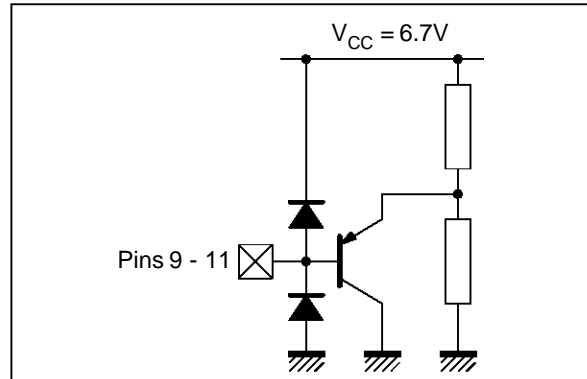 V_CC = 6.7V
Pins 9 - 11